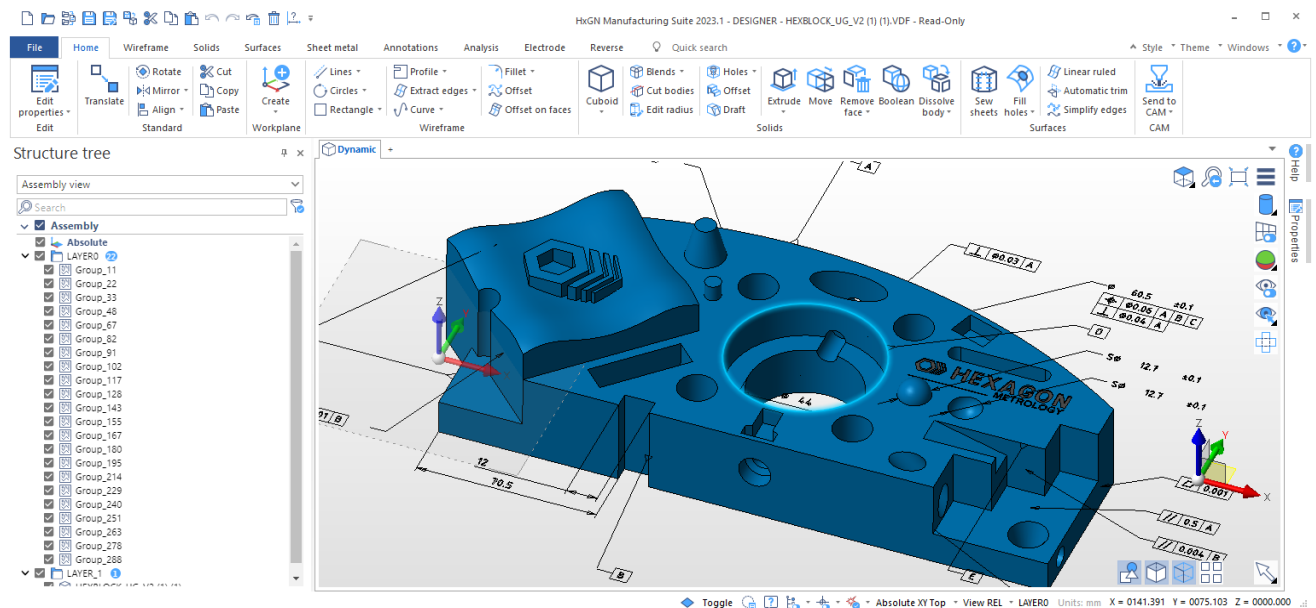 HxGN Manufacturing Suite 2023.1 - DESIGNER - HEXBLOCK_UG_V2 (1) (1).VDF - Read-Only
File Home Wireframe Solids Surfaces Sheet metal Annotations Analysis Electrode Reverse Quick search Style Theme Windows
Edit properties Translate Rotate Mirror Align Cut Copy Paste Create
Lines Circles Rectangle Profile Extract edges Curve Fillet Offset Offset on faces
Cuboid Blends Cut bodies Edit radius Holes Offset Draft Extrude Move Remove face Boolean Dissolve body
Sew sheets Fill holes Linear ruled Automatic trim Simplify edges Send to CAM
Edit Standard Workplane Wireframe Solids Surfaces CAM
Structure tree
Dynamic +
Assembly view
Search
Assembly
Absolute
LAYER0 22
Group_11
Group_22
Group_33
Group_48
Group_67
Group_82
Group_91
Group_102
Group_117
Group_128
Group_143
Group_155
Group_167
Group_180
Group_195
Group_214
Group_229
Group_240
Group_251
Group_263
Group_278
Group_288
LAYER_1 1
Help
Properties
A
⊥ ⌀0.03 A
⌀ 60.5 ±0.1
⌖ ⌀0.05 A B C
⊥ ⌀0.04 A
D
S⌀ 12.7 ±0.1
S⌀ 12.7 ±0.1
HEXAGON
METROLOGY
⌀ 44
01 B
12
70.5
B
E
0.001
// 0.5 A
// 0.004 B
Z
Y
X
Z
Y
X
Toggle Absolute XY Top View REL LAYER0 Units: mm X = 0141.391 Y = 0075.103 Z = 0000.000